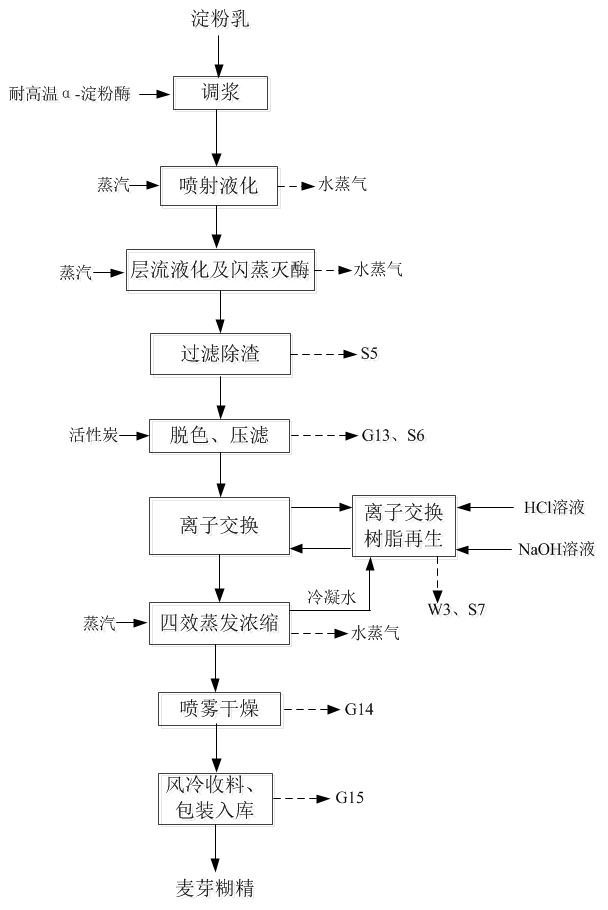 淀粉乳
耐高温α-淀粉酶
调浆
蒸汽
喷射液化
水蒸气
蒸汽
层流液化及闪蒸灭酶
水蒸气
过滤除渣
S5
活性炭
脱色、压滤
G13、S6
离子交换
离子交换
树脂再生
HCl溶液
NaOH溶液
W3、S7
冷凝水
蒸汽
四效蒸发浓缩
水蒸气
喷雾干燥
G14
风冷收料、
包装入库
G15
麦芽糊精